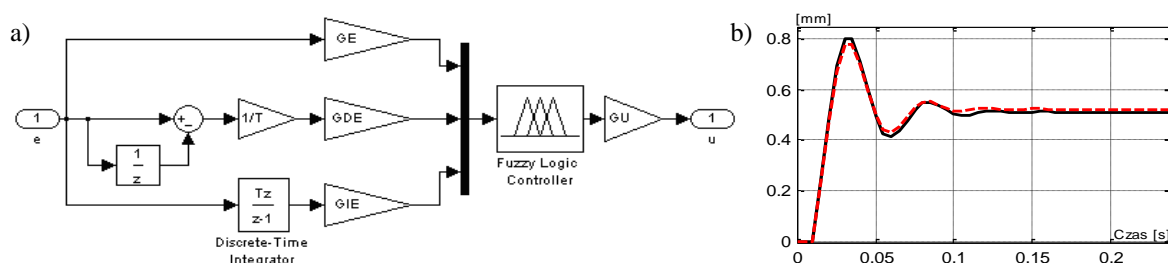 a)
GE
1
e
+
-
1/T
GDE
1
z
Tz
z-1
GIE
Discrete-Time
Integrator
Fuzzy Logic
Controller
GU
1
u
b)
[mm]
0.8
0.6
0.4
0.2
0
Czas [s]
0
0.05
0.1
0.15
0.2